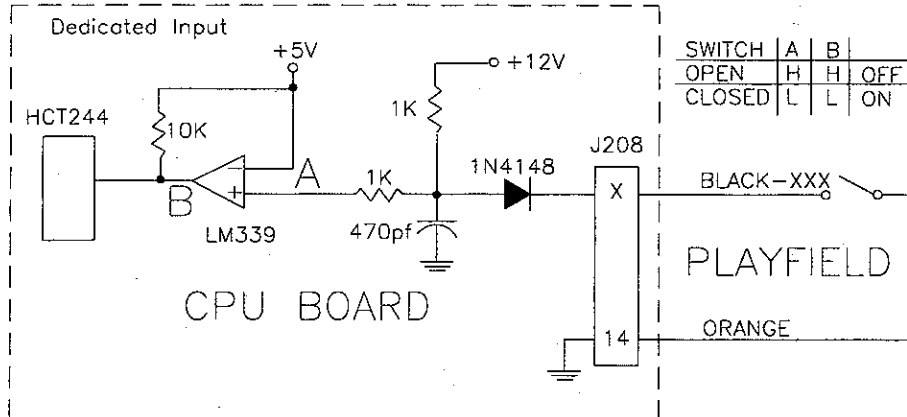 Dedicated Input
+5V
+12V
SWITCH A B
OPEN H H OFF
CLOSED L L ON
HCT244
10K
1K
J208
1N4148
−
+
A
1K
X
BLACK-XXX
B
LM339
470pf
PLAYFIELD
CPU BOARD
14
ORANGE